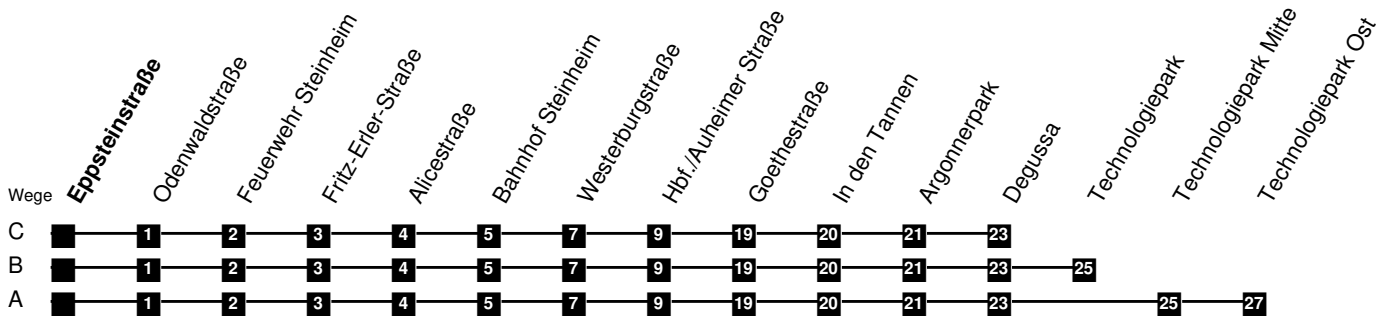 Wege
Eppsteinstraße
Odenwaldstraße
Feuerwehr Steinheim
Fritz-Erler-Straße
Alicestraße
Bahnhof Steinheim
Westerburgstraße
Hbf./Auheimer Straße
Goethestraße
In den Tannen
Argonnerpark
Degussa
Technologiepark
Technologiepark Mitte
Technologiepark Ost
C 1 2 3 4 5 7 9 19 20 21 23
B 1 2 3 4 5 7 9 19 20 21 23 25
A 1 2 3 4 5 7 9 19 20 21 23 25 27